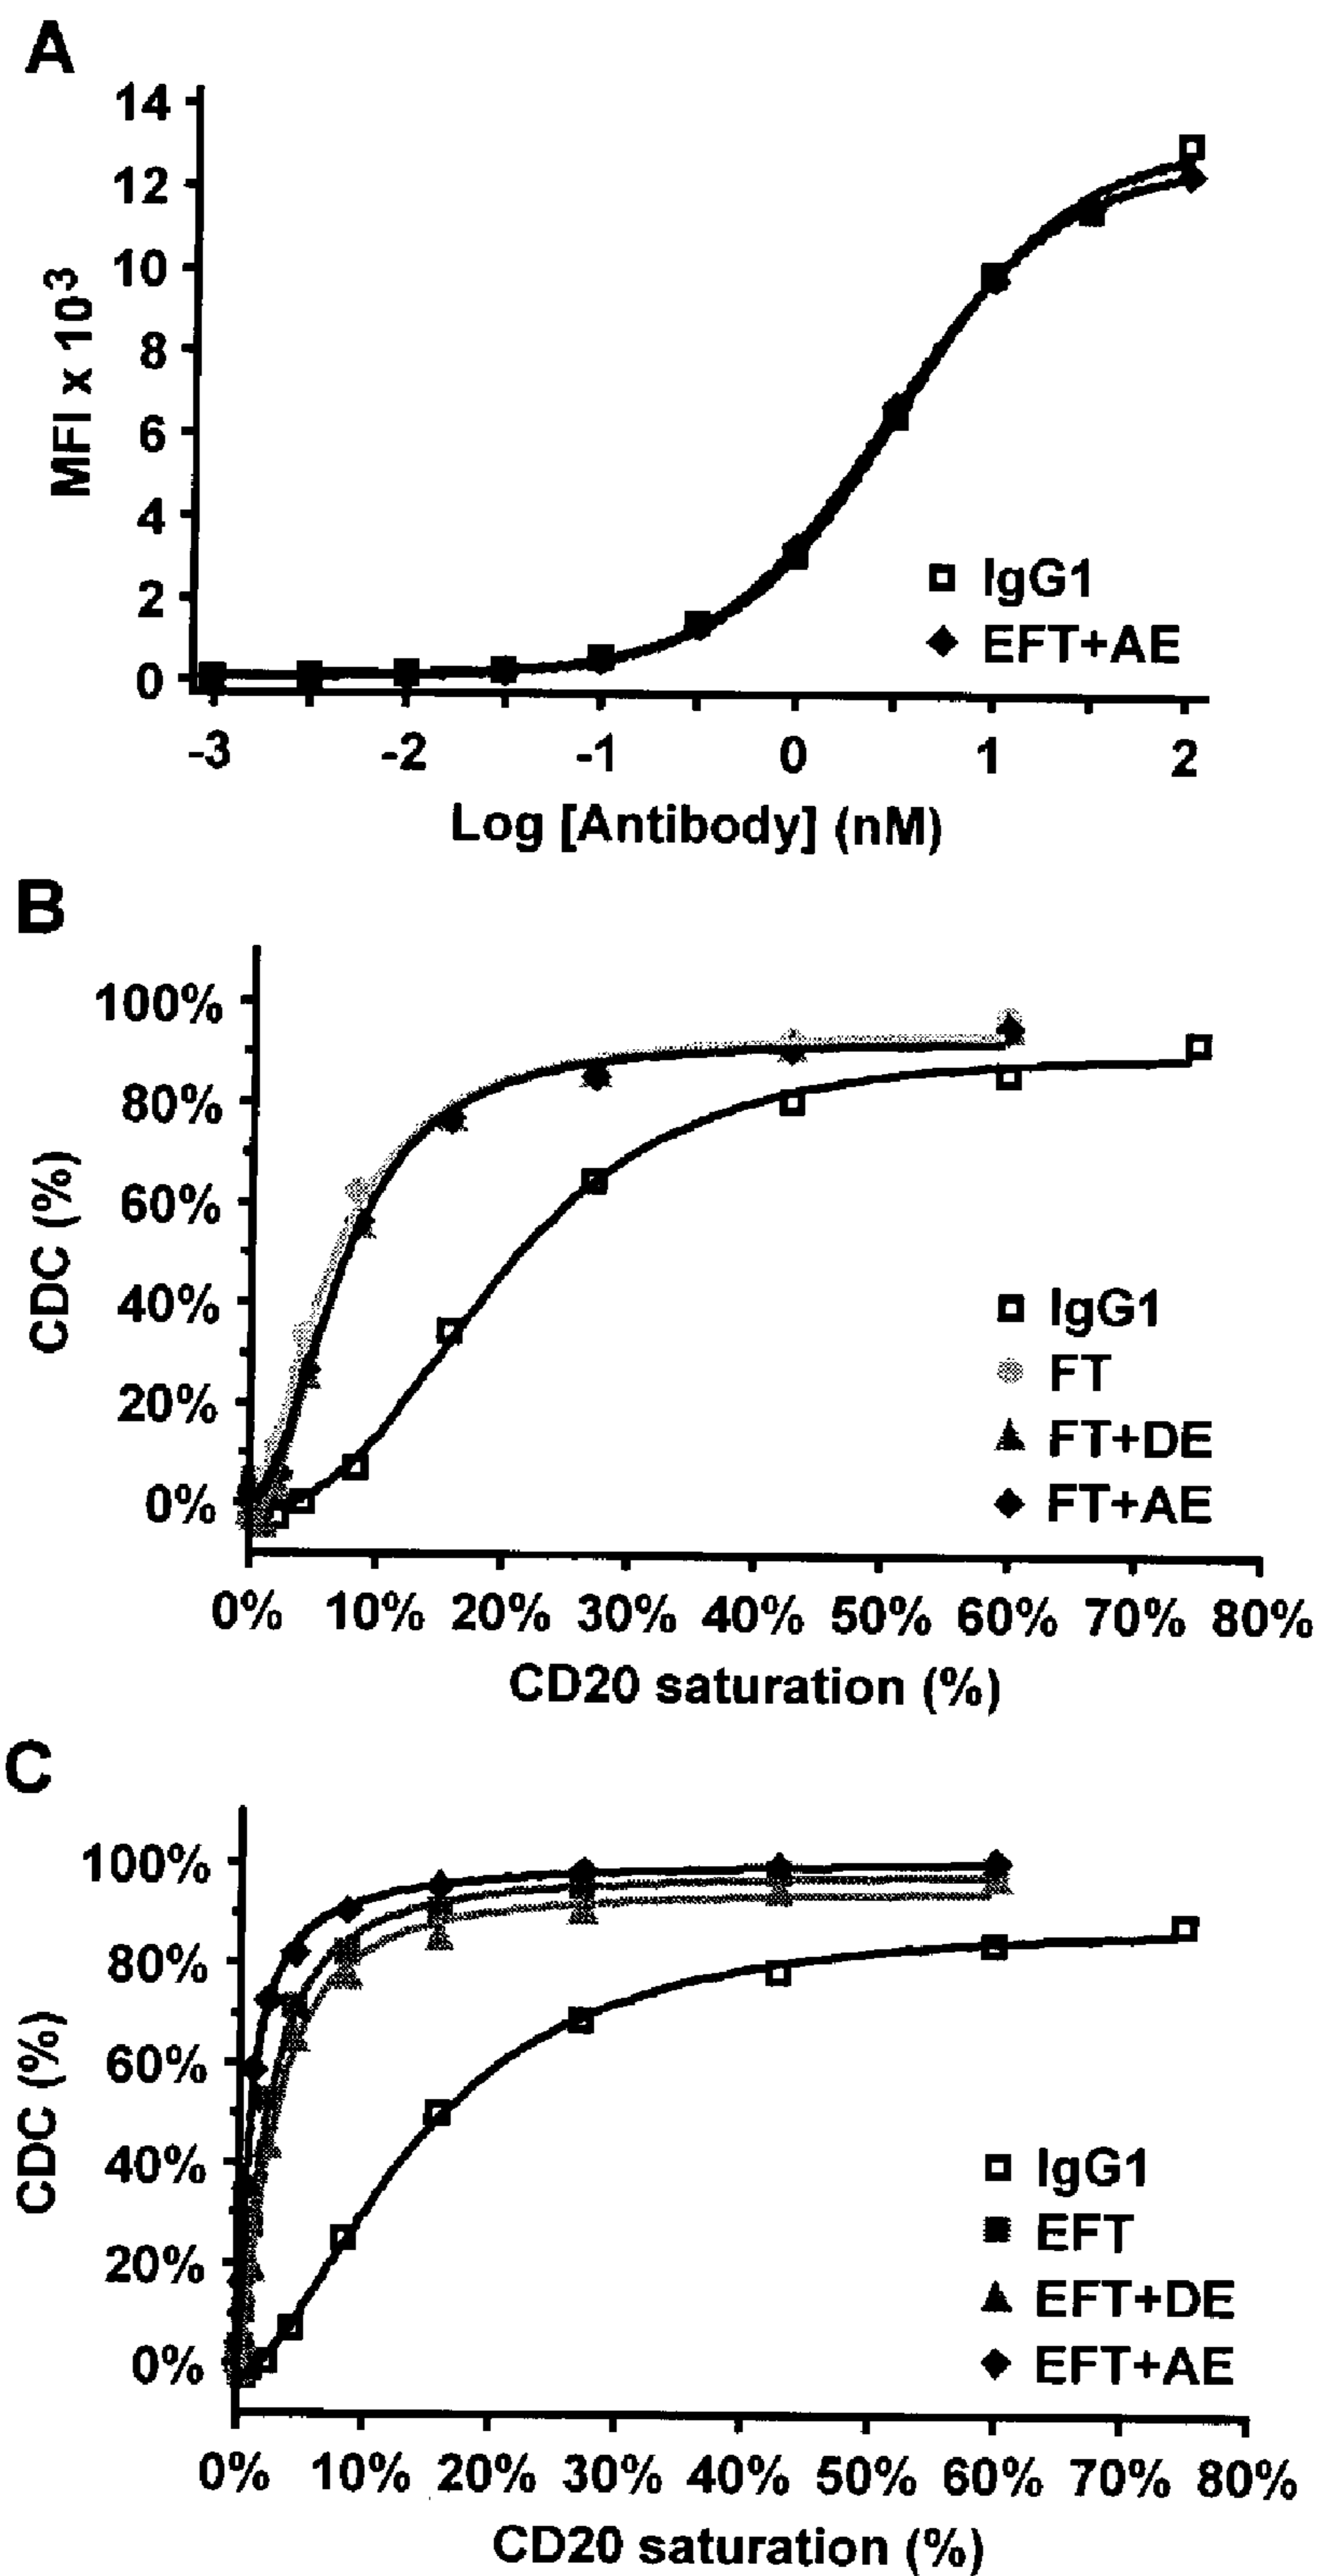 A
14
12
10
8
6
4
2
0
MFI x 10³
IgG1
EFT+AE
-3 -2 -1 0 1 2
Log [Antibody] (nM)
B
100%
80%
60%
40%
20%
0%
CDC (%)
IgG1
FT
FT+DE
FT+AE
0% 10% 20% 30% 40% 50% 60% 70% 80%
CD20 saturation (%)
C
100%
80%
60%
40%
20%
0%
CDC (%)
IgG1
EFT
EFT+DE
EFT+AE
0% 10% 20% 30% 40% 50% 60% 70% 80%
CD20 saturation (%)